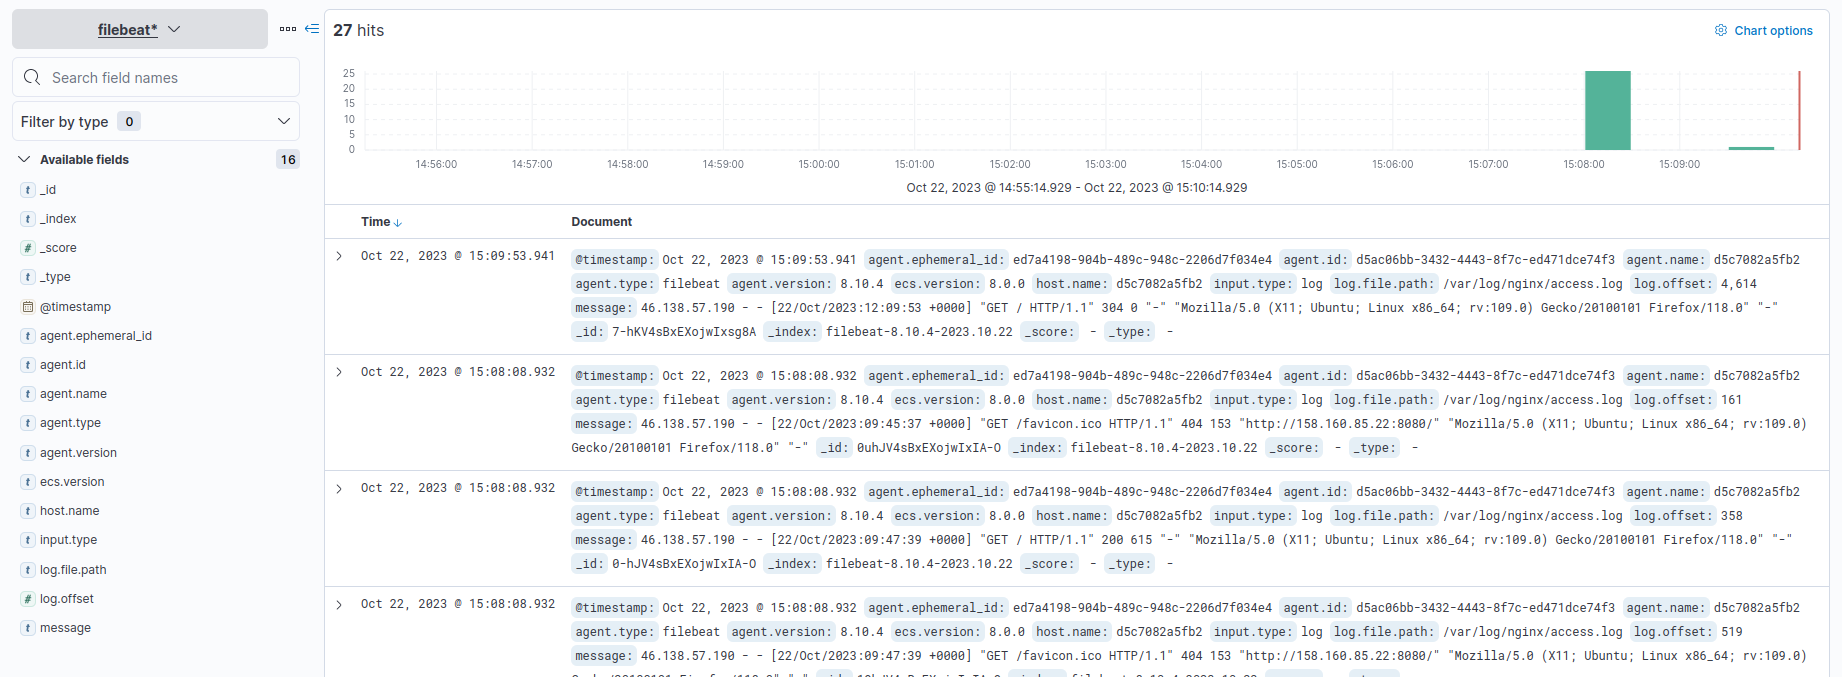 filebeat*
27 hits
Chart options
Search field names
Filter by type 0
Available fields 16
t _id
t _index
# _score
t _type
@timestamp
t agent.ephemeral_id
t agent.id
t agent.name
t agent.type
t agent.version
t ecs.version
t host.name
t input.type
t log.file.path
# log.offset
t message
25
20
15
10
5
0
14:56:00 14:57:00 14:58:00 14:59:00 15:00:00 15:01:00 15:02:00 15:03:00 15:04:00 15:05:00 15:06:00 15:07:00 15:08:00 15:09:00
Oct 22, 2023 @ 14:55:14.929 - Oct 22, 2023 @ 15:10:14.929
Time Document
Oct 22, 2023 @ 15:09:53.941
@timestamp: Oct 22, 2023 @ 15:09:53.941 agent.ephemeral_id: ed7a4198-904b-489c-948c-2206d7f034e4 agent.id: d5ac06bb-3432-4443-8f7c-ed471dce74f3 agent.name: d5c7082a5fb2
agent.type: filebeat agent.version: 8.10.4 ecs.version: 8.0.0 host.name: d5c7082a5fb2 input.type: log log.file.path: /var/log/nginx/access.log log.offset: 4,614
message: 46.138.57.190 - - [22/Oct/2023:12:09:53 +0000] "GET / HTTP/1.1" 304 0 "-" "Mozilla/5.0 (X11; Ubuntu; Linux x86_64; rv:109.0) Gecko/20100101 Firefox/118.0" "-"
_id: 7-hKV4sBxEXojwIxsg8A _index: filebeat-8.10.4-2023.10.22 _score: - _type: -
Oct 22, 2023 @ 15:08:08.932
@timestamp: Oct 22, 2023 @ 15:08:08.932 agent.ephemeral_id: ed7a4198-904b-489c-948c-2206d7f034e4 agent.id: d5ac06bb-3432-4443-8f7c-ed471dce74f3 agent.name: d5c7082a5fb2
agent.type: filebeat agent.version: 8.10.4 ecs.version: 8.0.0 host.name: d5c7082a5fb2 input.type: log log.file.path: /var/log/nginx/access.log log.offset: 161
message: 46.138.57.190 - - [22/Oct/2023:09:45:37 +0000] "GET /favicon.ico HTTP/1.1" 404 153 "http://158.160.85.22:8080/" "Mozilla/5.0 (X11; Ubuntu; Linux x86_64; rv:109.0)
Gecko/20100101 Firefox/118.0" "-" _id: 0uhJV4sBxEXojwIxIA-O _index: filebeat-8.10.4-2023.10.22 _score: - _type: -
Oct 22, 2023 @ 15:08:08.932
@timestamp: Oct 22, 2023 @ 15:08:08.932 agent.ephemeral_id: ed7a4198-904b-489c-948c-2206d7f034e4 agent.id: d5ac06bb-3432-4443-8f7c-ed471dce74f3 agent.name: d5c7082a5fb2
agent.type: filebeat agent.version: 8.10.4 ecs.version: 8.0.0 host.name: d5c7082a5fb2 input.type: log log.file.path: /var/log/nginx/access.log log.offset: 358
message: 46.138.57.190 - - [22/Oct/2023:09:47:39 +0000] "GET / HTTP/1.1" 200 615 "-" "Mozilla/5.0 (X11; Ubuntu; Linux x86_64; rv:109.0) Gecko/20100101 Firefox/118.0" "-"
_id: 0-hJV4sBxEXojwIxIA-O _index: filebeat-8.10.4-2023.10.22 _score: - _type: -
Oct 22, 2023 @ 15:08:08.932
@timestamp: Oct 22, 2023 @ 15:08:08.932 agent.ephemeral_id: ed7a4198-904b-489c-948c-2206d7f034e4 agent.id: d5ac06bb-3432-4443-8f7c-ed471dce74f3 agent.name: d5c7082a5fb2
agent.type: filebeat agent.version: 8.10.4 ecs.version: 8.0.0 host.name: d5c7082a5fb2 input.type: log log.file.path: /var/log/nginx/access.log log.offset: 519
message: 46.138.57.190 - - [22/Oct/2023:09:47:39 +0000] "GET /favicon.ico HTTP/1.1" 404 153 "http://158.160.85.22:8080/" "Mozilla/5.0 (X11; Ubuntu; Linux x86_64; rv:109.0)